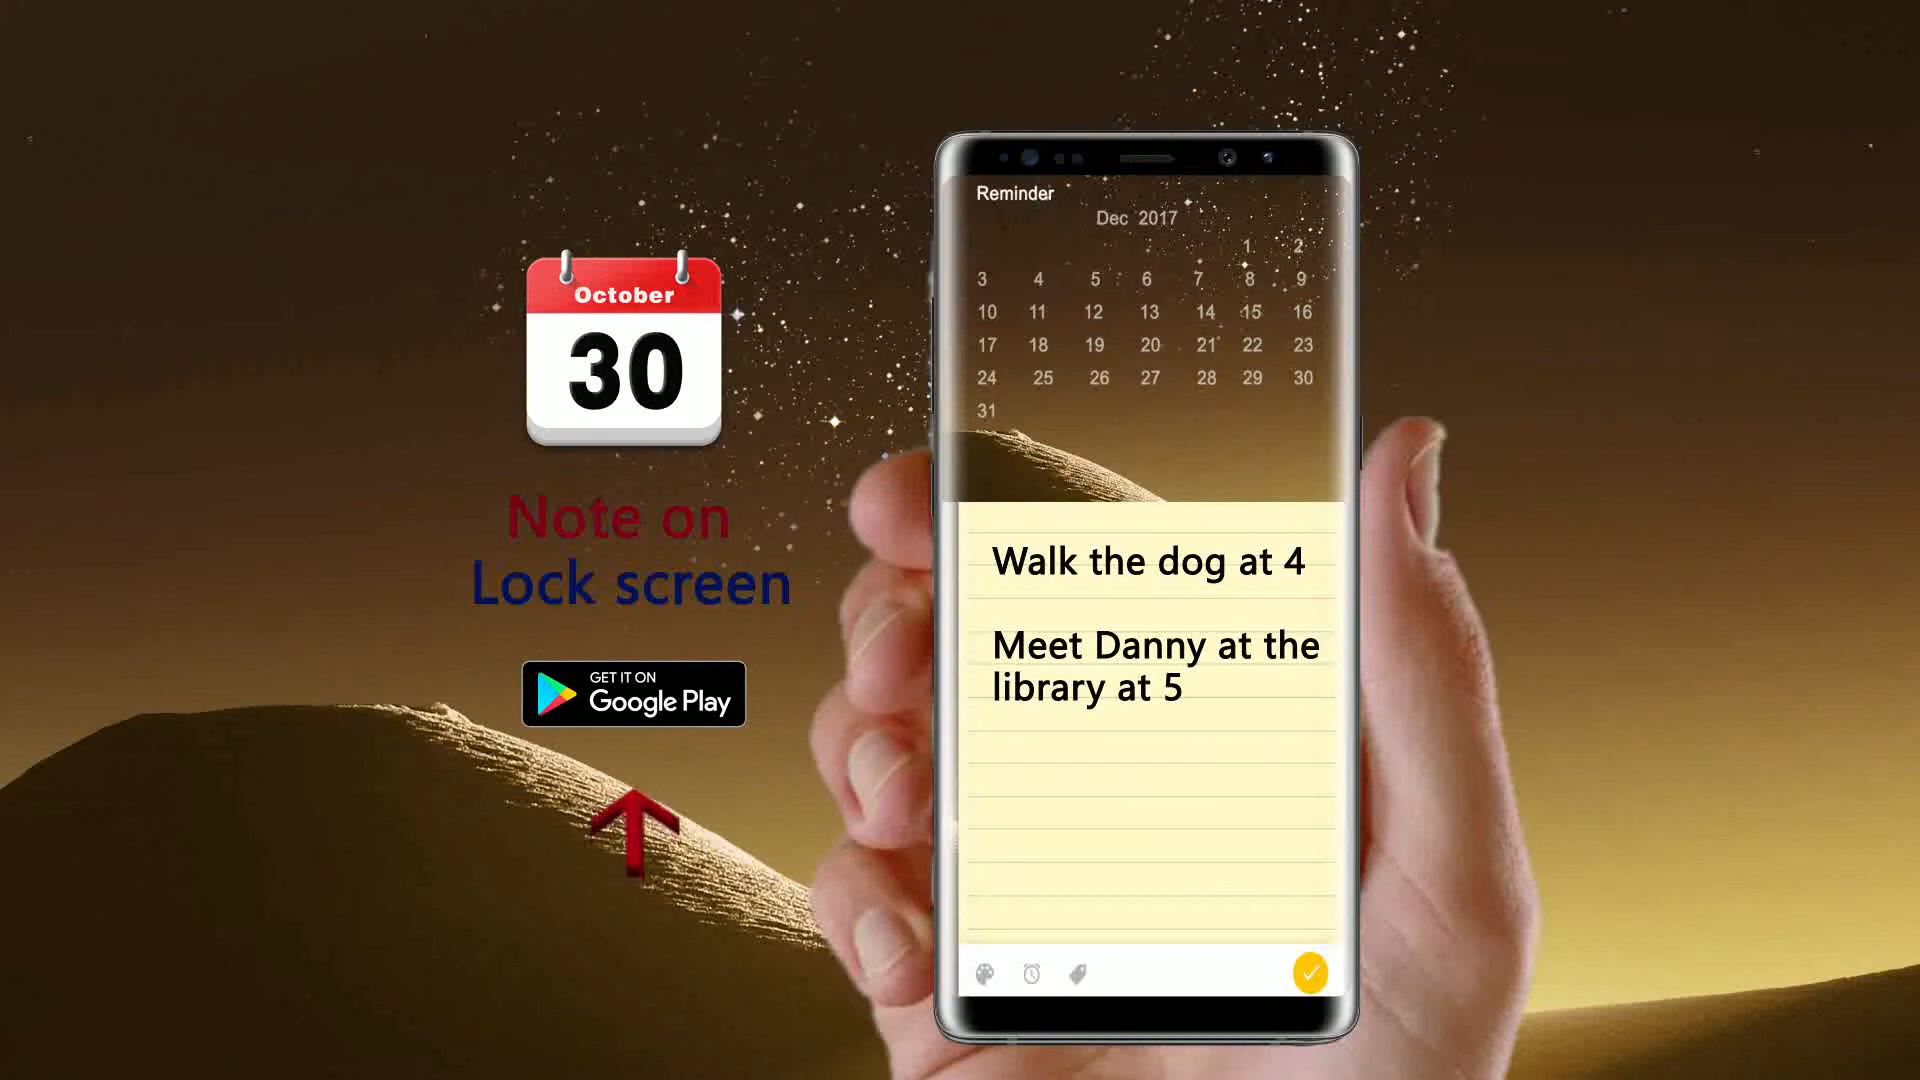 October
30
Note on
Lock screen
GET IT ON
Google Play
Reminder
Dec 2017
1 2
3 4 5 6 7 8 9
10 11 12 13 14 15 16
17 18 19 20 21 22 23
24 25 26 27 28 29 30
31
Walk the dog at 4
Meet Danny at the
library at 5